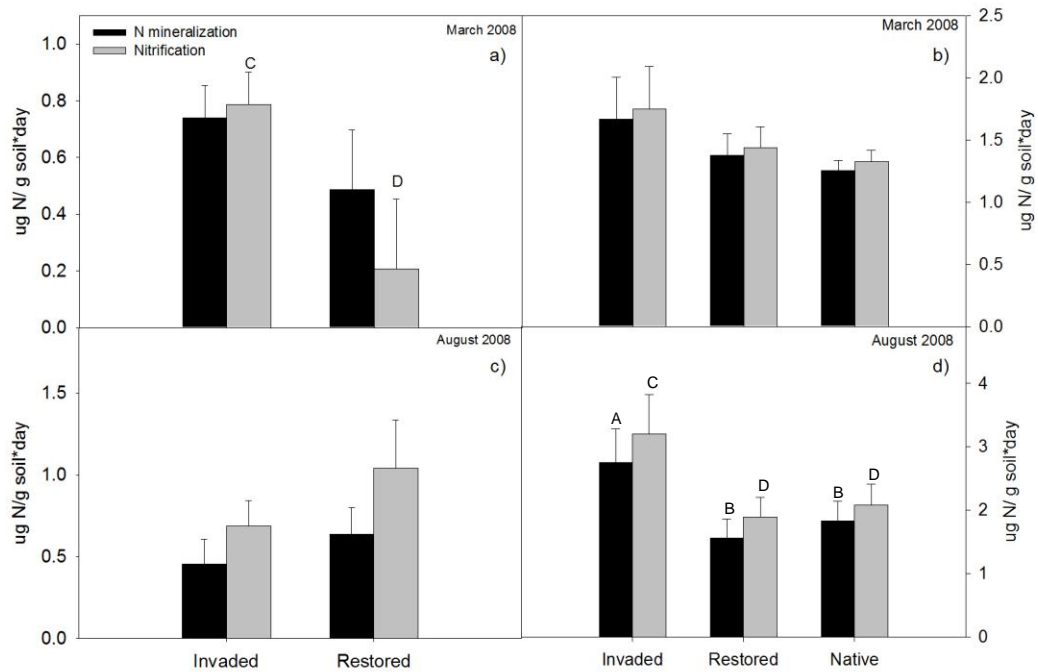 N mineralization
Nitrification
March 2008
a)
C
D
1.0
0.8
0.6
0.4
0.2
0.0
ug N/ g soil*day
March 2008
b)
2.5
2.0
1.5
1.0
0.5
0.0
ug N/ g soil*day
August 2008
c)
1.5
1.0
0.5
0.0
ug N/g soil*day
Invaded
Restored
August 2008
d)
A
C
B
D
B
D
4
3
2
1
0
ug N/ g soil*day
Invaded
Restored
Native